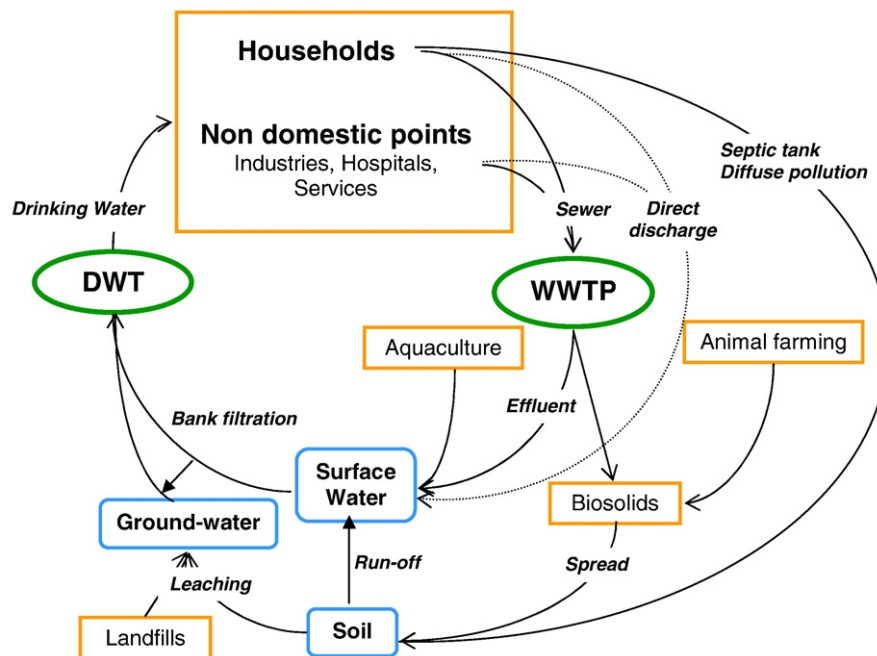 Households
Non domestic points
Industries, Hospitals,
Services
Septic tank
Diffuse pollution
Drinking Water
Sewer
Direct
discharge
DWT
WWTP
Aquaculture
Animal farming
Effluent
Bank filtration
Surface
Water
Biosolids
Ground-water
Run-off
Spread
Leaching
Landfills
Soil